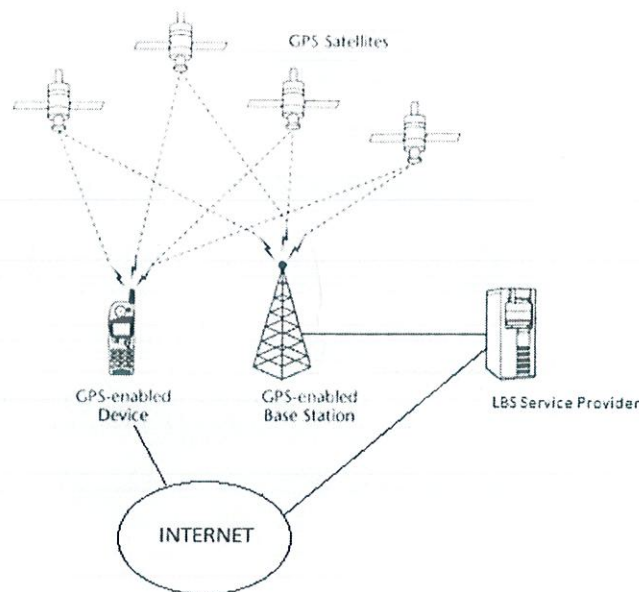 GPS Satellites
GPS-enabled
Device
GPS-enabled
Base Station
LBS Service Provider
INTERNET